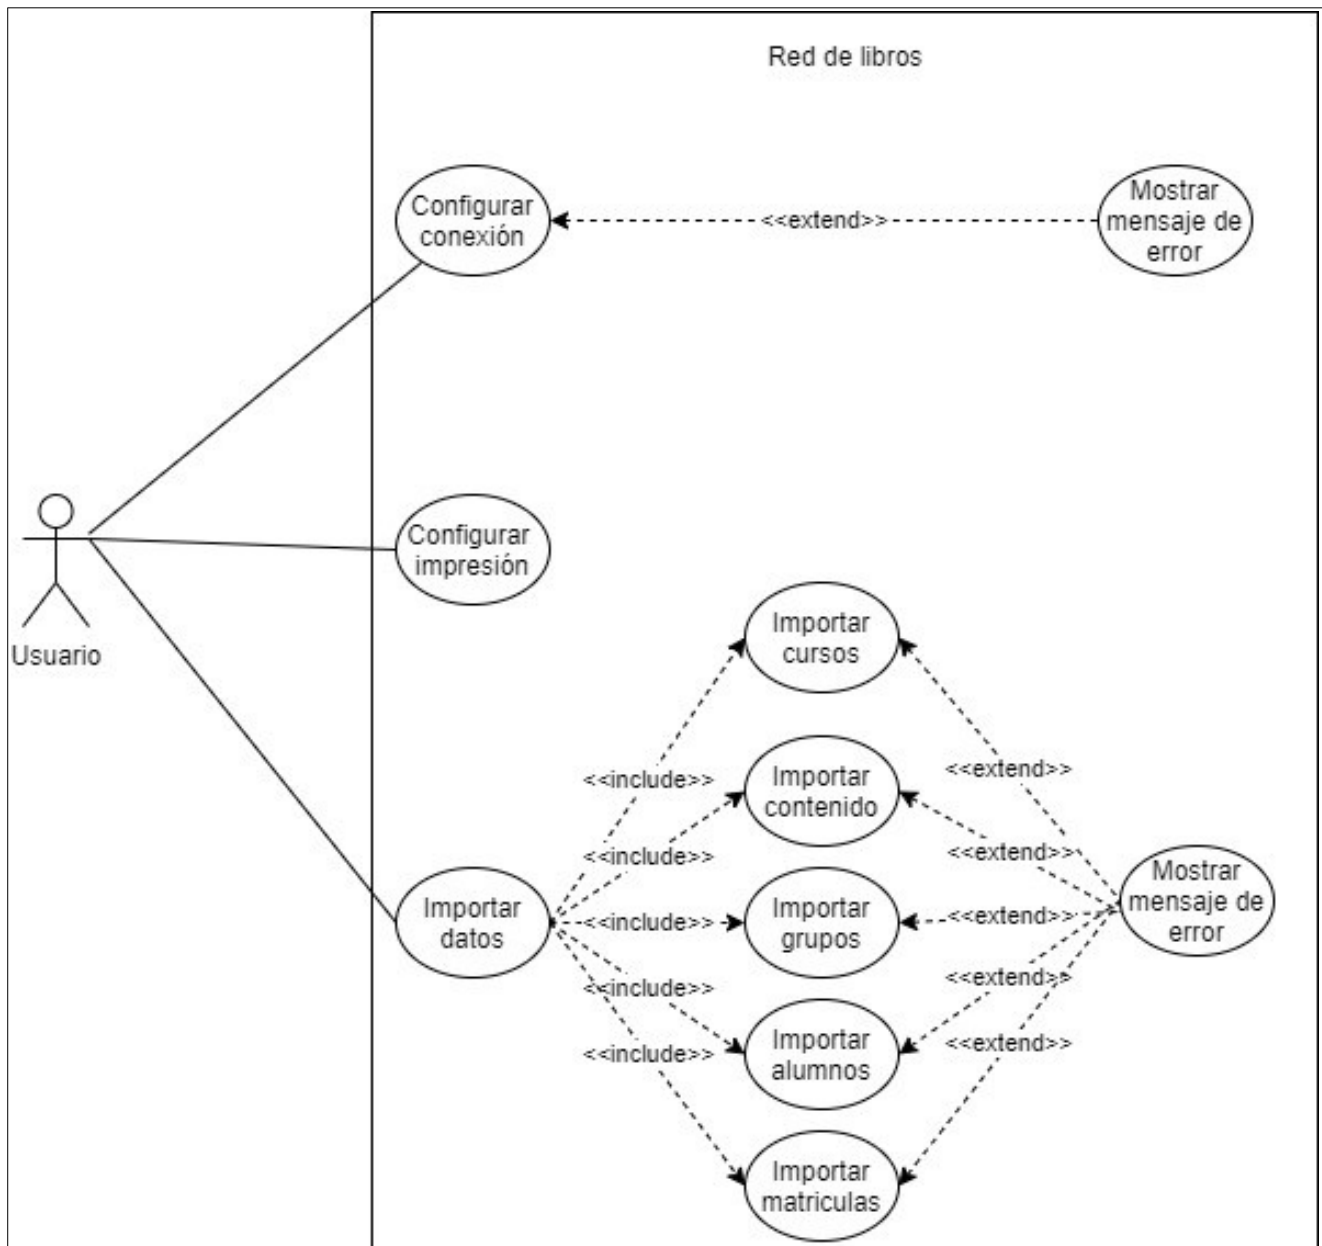 Red de libros
Configurar
conexión
<<extend>>
Mostrar
mensaje de
error
Usuario
Configurar
impresión
Importar
datos
<<include>>
<<include>>
<<include>>
<<include>>
<<include>>
Importar
cursos
Importar
contenido
Importar
grupos
Importar
alumnos
Importar
matriculas
<<extend>>
<<extend>>
<<extend>>
<<extend>>
<<extend>>
Mostrar
mensaje de
error